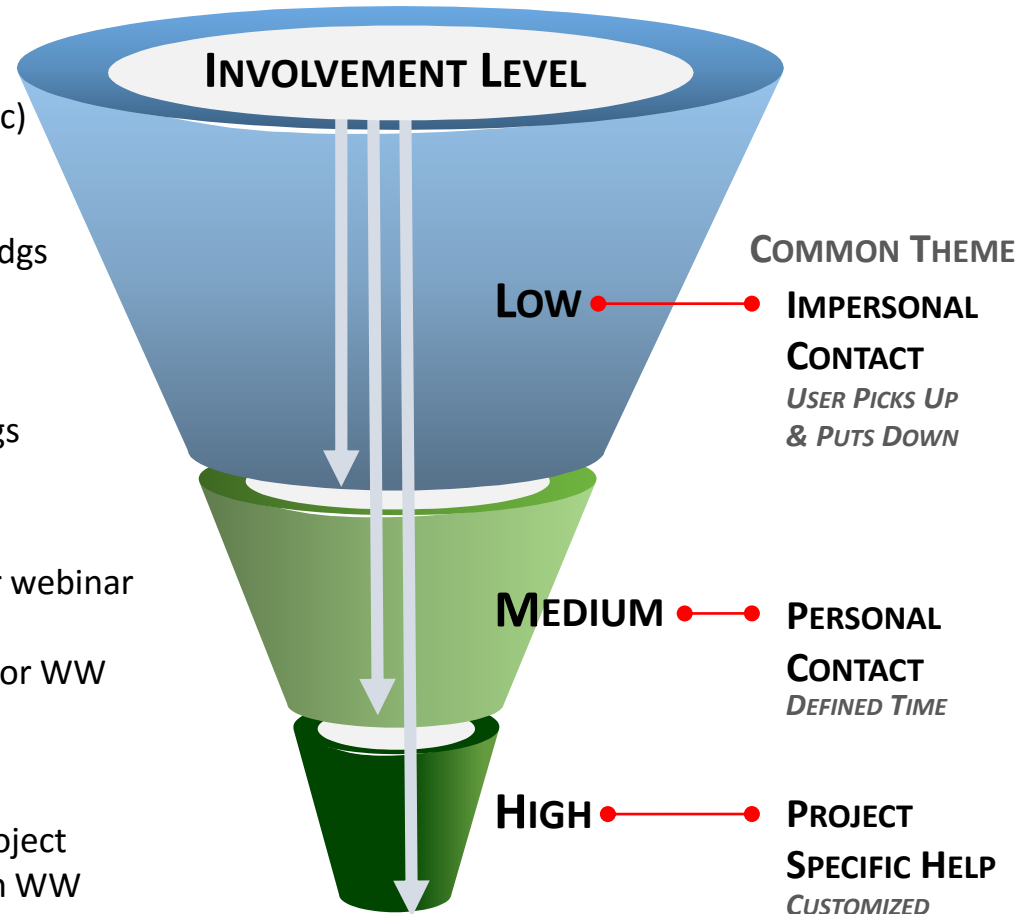 INVOLVEMENT LEVEL
c)
dgs
COMMON THEME
LOW
IMPERSONAL
CONTACT
USER PICKS UP
& PUTS DOWN
gs
webinar
MEDIUM
PERSONAL
CONTACT
DEFINED TIME
or WW
HIGH
PROJECT
SPECIFIC HELP
CUSTOMIZED
WW